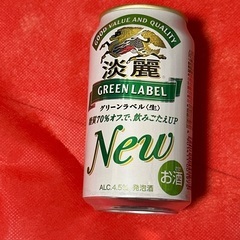 GOOD VALUE AND QUALITY
淡麗
GREEN LABEL
グリーンラベル〈生〉
糖質70%オフで、飲みごたえUP
New
お酒
ALC.4.5% 発泡酒